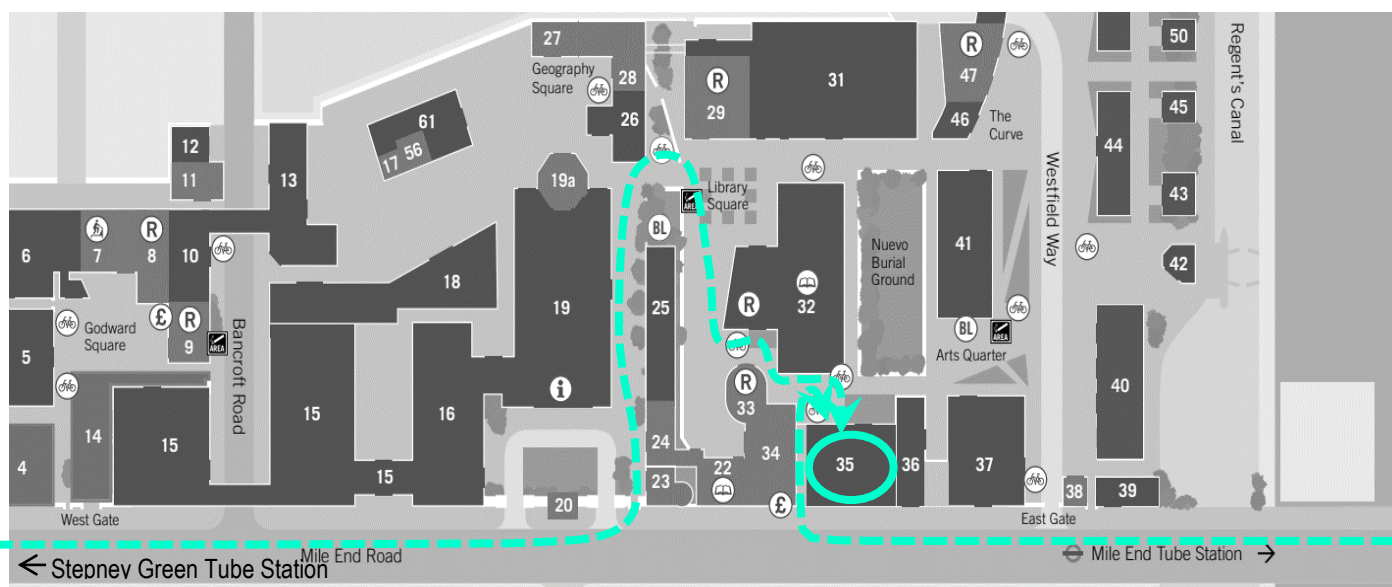 27
Geography
Square
28
26
R
29
31
R
47
46
The
Curve
50
45
44
43
42
Regent's Canal
Westfield Way
61
56
17
12
11
13
19a
AREA
Library
Square
BL
6
7
R
8
10
18
19
25
R
32
Nuevo
Burial
Ground
41
BL
AREA
Arts Quarter
5
Godward
Square
£
R
9
AREA
Bancroft Road
i
R
33
40
4
14
15
15
15
16
24
22
23
34
£
35
36
37
38
39
20
West Gate
East Gate
Mile End Road
Mile End Tube Station →
← Stepney Green Tube Station